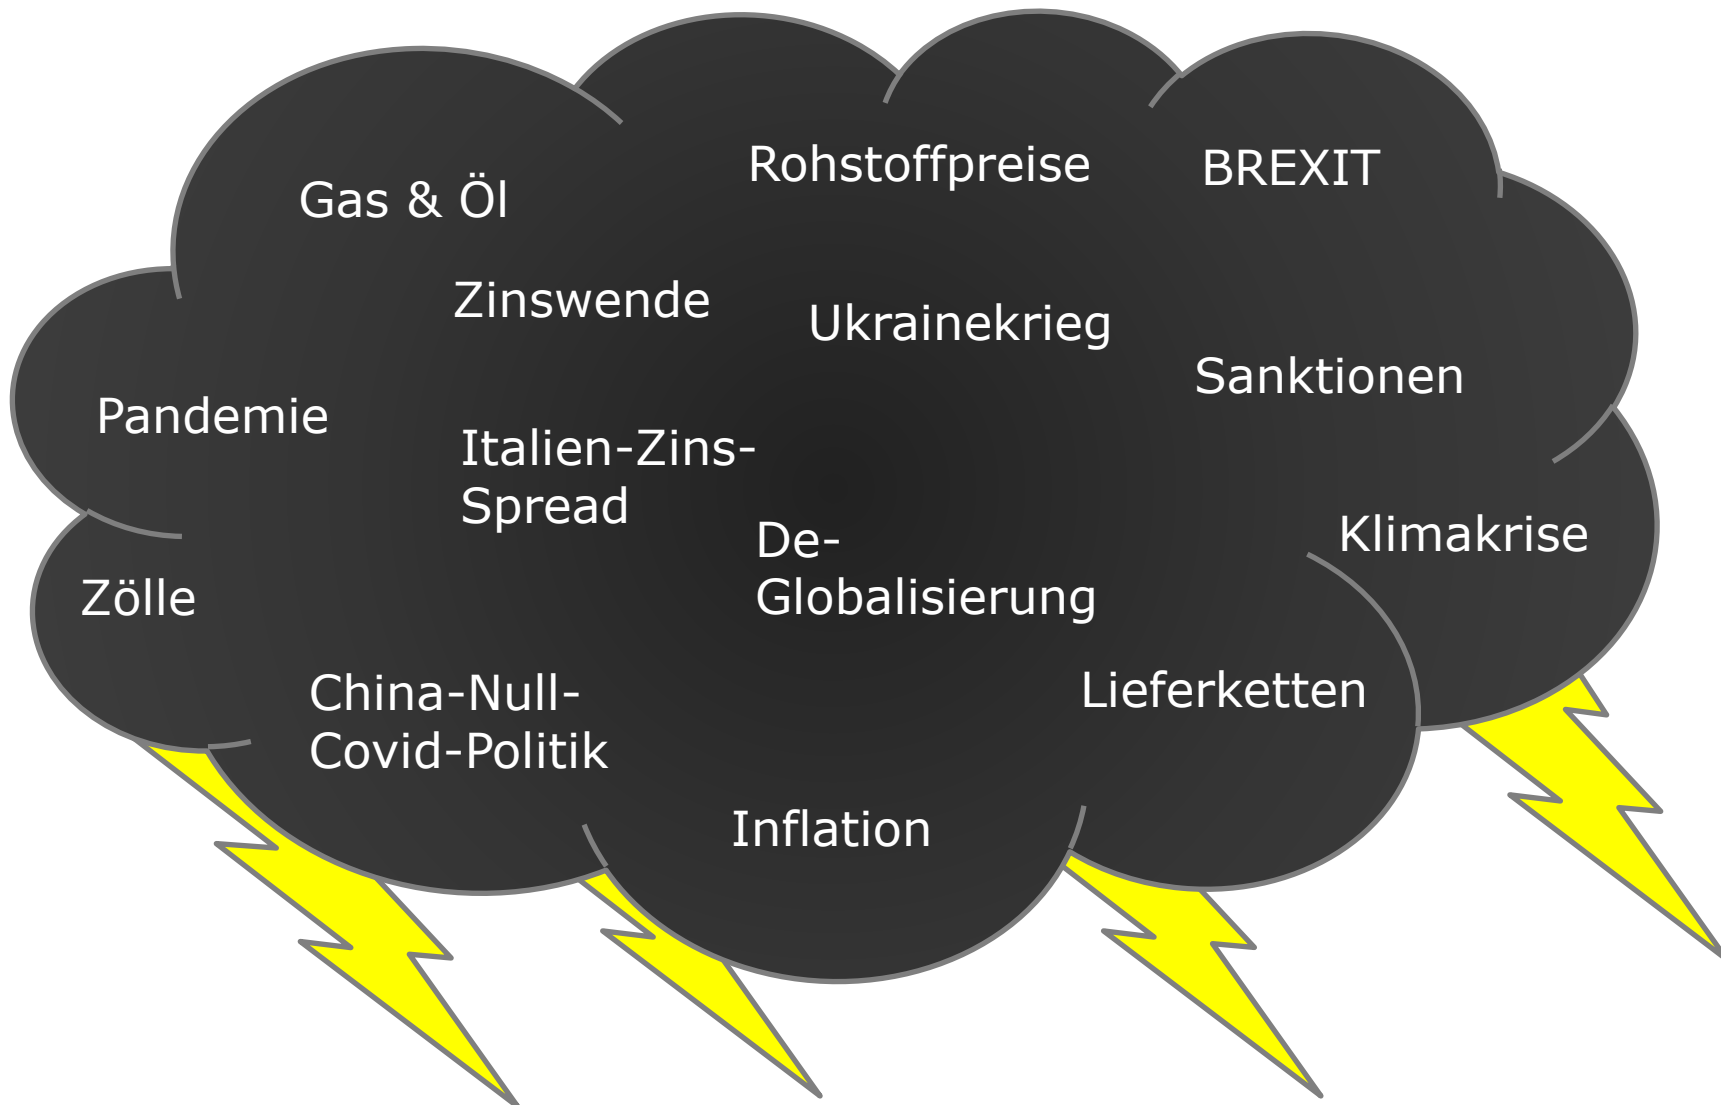 Rohstoffpreise
BREXIT
Gas & Öl
Zinswende
Ukrainekrieg
Sanktionen
Pandemie
Italien-Zins-
Spread
De-
Globalisierung
Klimakrise
Zölle
China-Null-
Covid-Politik
Lieferketten
Inflation